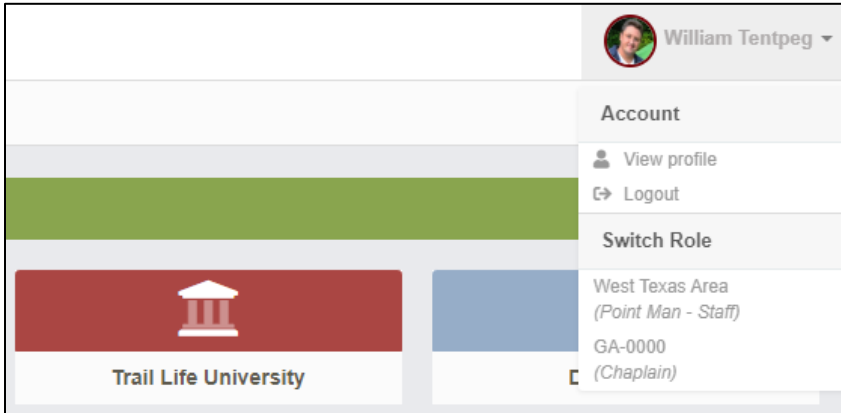 William Tentpeg
Account
View profile
Logout
Switch Role
West Texas Area
(Point Man - Staff)
GA-0000
(Chaplain)
Trail Life University
D